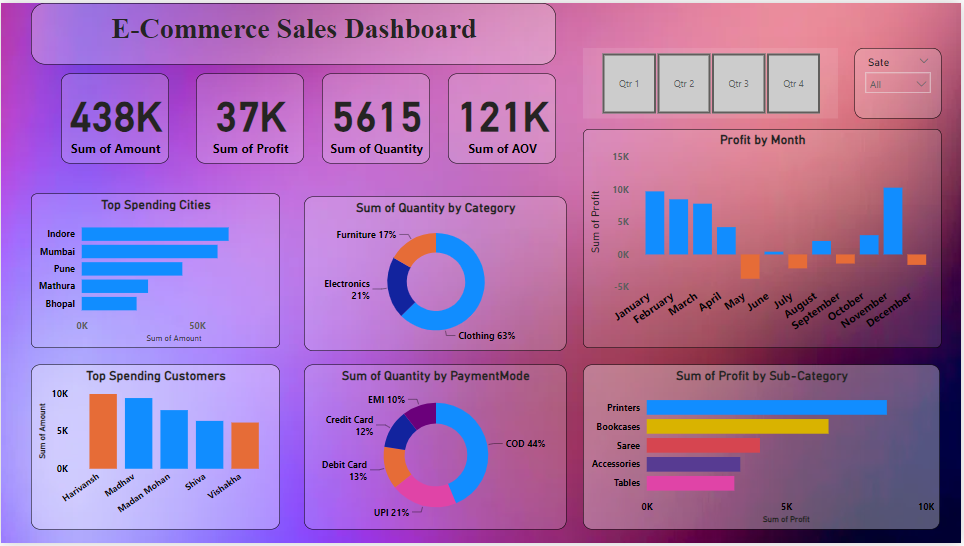 E-Commerce Sales Dashboard
438K
Sum of Amount
37K
Sum of Profit
5615
Sum of Quantity
121K
Sum of AOV
Qtr 1
Qtr 2
Qtr 3
Qtr 4
Sate
All
Top Spending Cities
Indore
Mumbai
Pune
Mathura
Bhopal
0K
50K
Sum of Amount
Sum of Quantity by Category
Furniture 17%
Electronics
21%
Clothing 63%
Profit by Month
Sum of Profit
15K
10K
5K
0K
-5K
January
February
March
April
May
June
July
August
September
October
November
December
Top Spending Customers
Sum of Amount
10K
5K
0K
Harivansh
Madhav
Madan Mohan
Shiva
Vishakha
Sum of Quantity by PaymentMode
EMI 10%
Credit Card
12%
Debit Card
13%
UPI 21%
COD 44%
Sum of Profit by Sub-Category
Printers
Bookcases
Saree
Accessories
Tables
0K
5K
10K
Sum of Profit